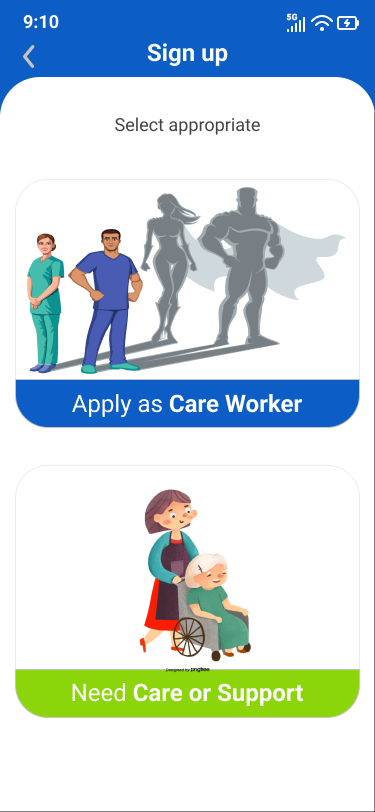 9:10
5G
Sign up
Select appropriate
Apply as Care Worker
Designed by pngtree
Need Care or Support